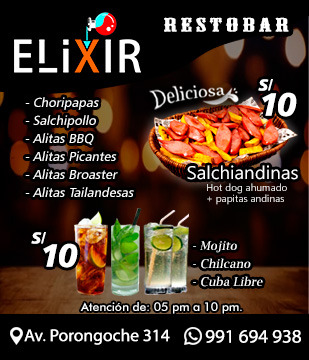 ELiXIR
RESTOBAR
- Choripapas
- Salchipollo
- Alitas BBQ
- Alitas Picantes
- Alitas Broaster
- Alitas Tailandesas
Deliciosa
S/ 10
Salchiandinas
Hot dog ahumado
+ papitas andinas
S/ 10
- Mojito
- Chilcano
- Cuba Libre
Atención de: 05 pm a 10 pm.
Av. Porongoche 314
991 694 938